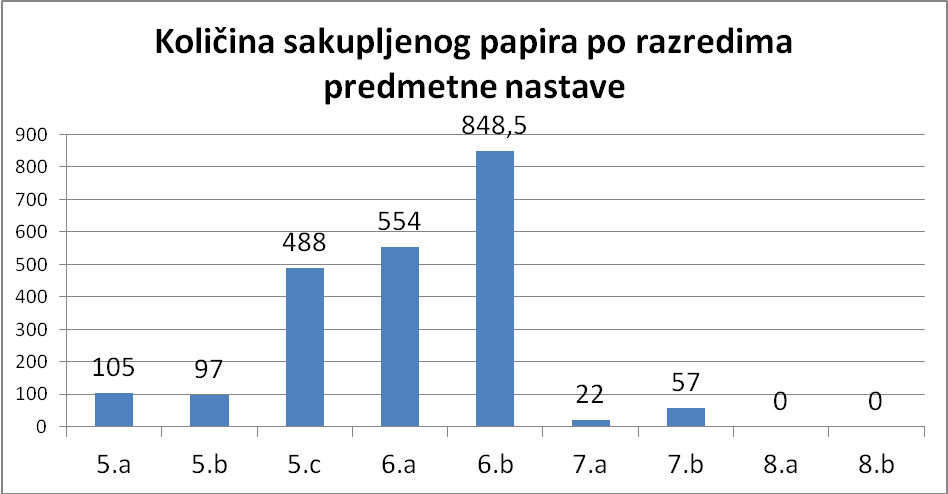 Količina sakupljenog papira po razredima
predmetne nastave
900
800
700
600
500
400
300
200
100
0
105
97
488
554
848,5
22
57
0
0
5.a
5.b
5.c
6.a
6.b
7.a
7.b
8.a
8.b